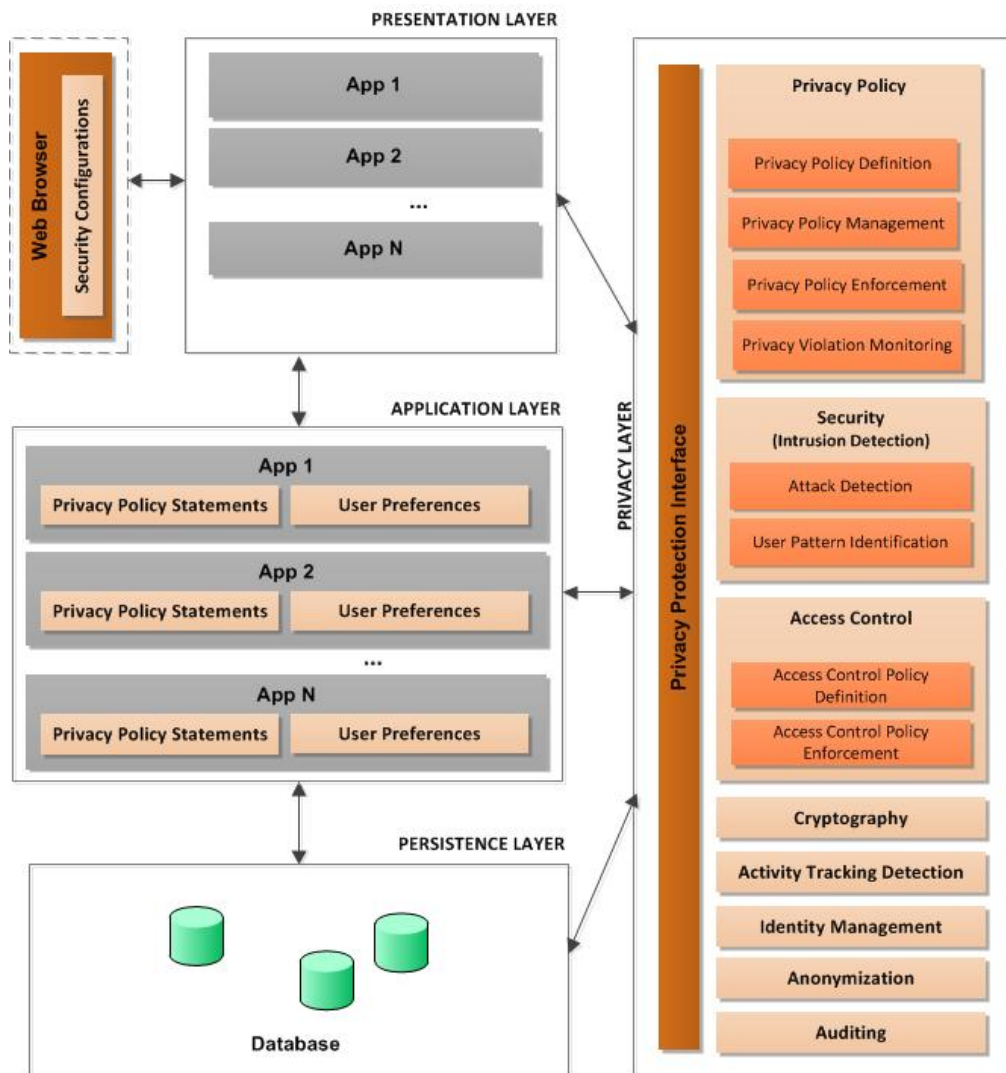 PRESENTATION LAYER
Web Browser
Security Configurations
App 1
App 2
...
App N
APPLICATION LAYER
App 1
Privacy Policy Statements
User Preferences
App 2
Privacy Policy Statements
User Preferences
...
App N
Privacy Policy Statements
User Preferences
PERSISTENCE LAYER
Database
PRIVACY LAYER
Privacy Protection Interface
Privacy Policy
Privacy Policy Definition
Privacy Policy Management
Privacy Policy Enforcement
Privacy Violation Monitoring
Security
(Intrusion Detection)
Attack Detection
User Pattern Identification
Access Control
Access Control Policy
Definition
Access Control Policy
Enforcement
Cryptography
Activity Tracking Detection
Identity Management
Anonymization
Auditing